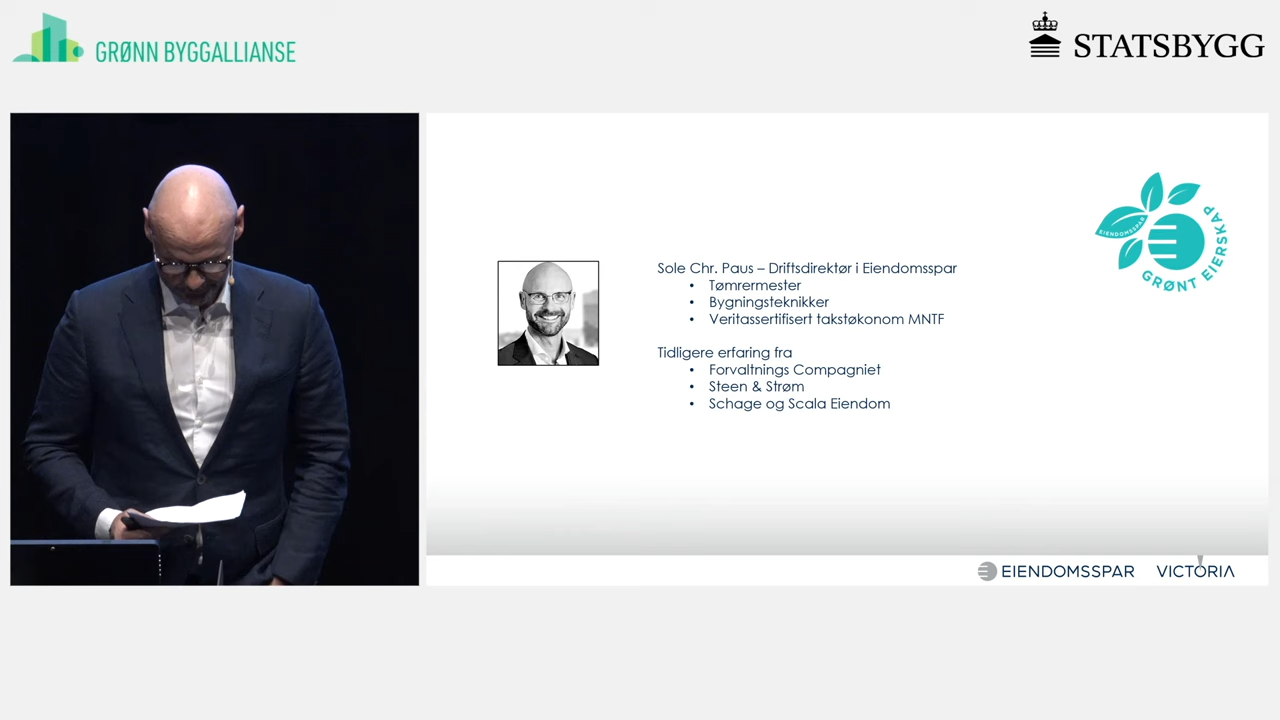 GRØNN BYGGALLIANSE
STATSBYGG
EIENDOMSSPAR
GRØNT EIERSKAP
Sole Chr. Paus – Driftsdirektør i Eiendomsspar
• Tømrermester
• Bygningsteknikker
• Veritassertifisert takstøkonom MNTF
Tidligere erfaring fra
• Forvaltnings Compagniet
• Steen & Strøm
• Schage og Scala Eiendom
EIENDOMSSPAR VICTORIA